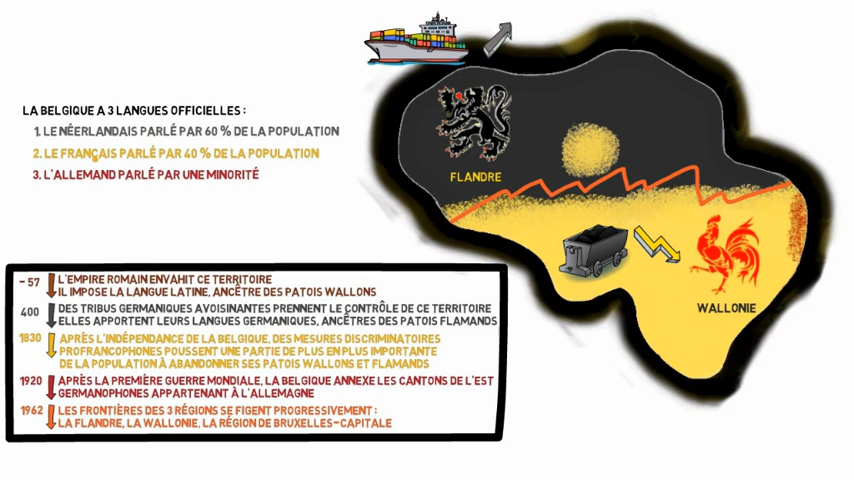 LA BELGIQUE A 3 LANGUES OFFICIELLES :
1. LE NÉERLANDAIS PARLÉ PAR 60 % DE LA POPULATION
2. LE FRANÇAIS PARLÉ PAR 40 % DE LA POPULATION
3. L'ALLEMAND PARLÉ PAR UNE MINORITÉ
FLANDRE
WALLONIE
- 57 L'EMPIRE ROMAIN ENVAHIT CE TERRITOIRE
IL IMPOSE LA LANGUE LATINE, ANCÊTRE DES PATOIS WALLONS
400 DES TRIBUS GERMANIQUES AVOISINANTES PRENNENT LE CONTRÔLE DE CE TERRITOIRE
ELLES APPORTENT LEURS LANGUES GERMANIQUES, ANCÊTRES DES PATOIS FLAMANDS
1830 APRÈS L'INDÉPENDANCE DE LA BELGIQUE, DES MESURES DISCRIMINATOIRES
PROFRANCOPHONES POUSSENT UNE PARTIE DE PLUS EN PLUS IMPORTANTE
DE LA POPULATION À ABANDONNER SES PATOIS WALLONS ET FLAMANDS
1920 APRÈS LA PREMIÈRE GUERRE MONDIALE, LA BELGIQUE ANNEXE LES CANTONS DE L'EST
GERMANOPHONES APPARTENANT À L'ALLEMAGNE
1962 LES FRONTIÈRES DES 3 RÉGIONS SE FIGENT PROGRESSIVEMENT :
LA FLANDRE, LA WALLONIE, LA RÉGION DE BRUXELLES-CAPITALE